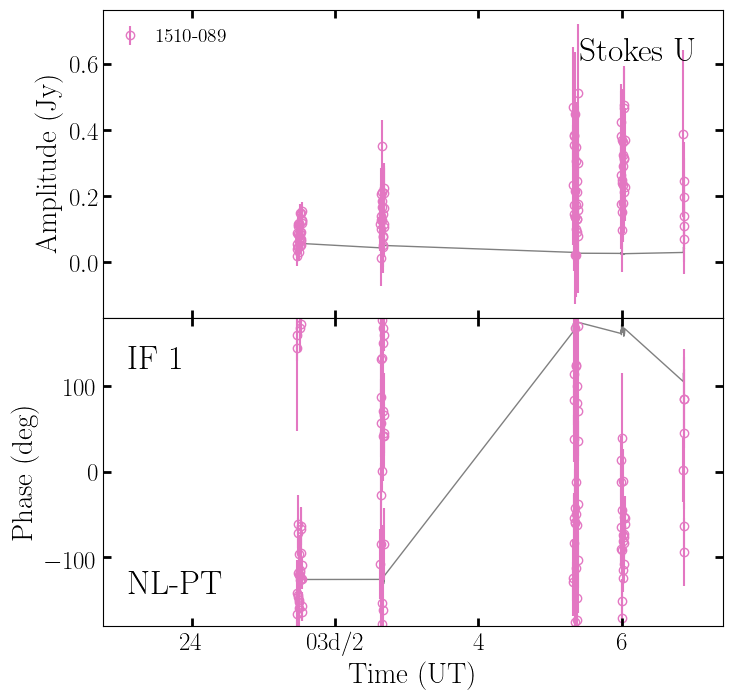 1510-089
Stokes U
0.6
0.4
0.2
0.0
Amplitude (Jy)
IF 1
100
0
−100
Phase (deg)
NL-PT
24 03d/2 4 6
Time (UT)